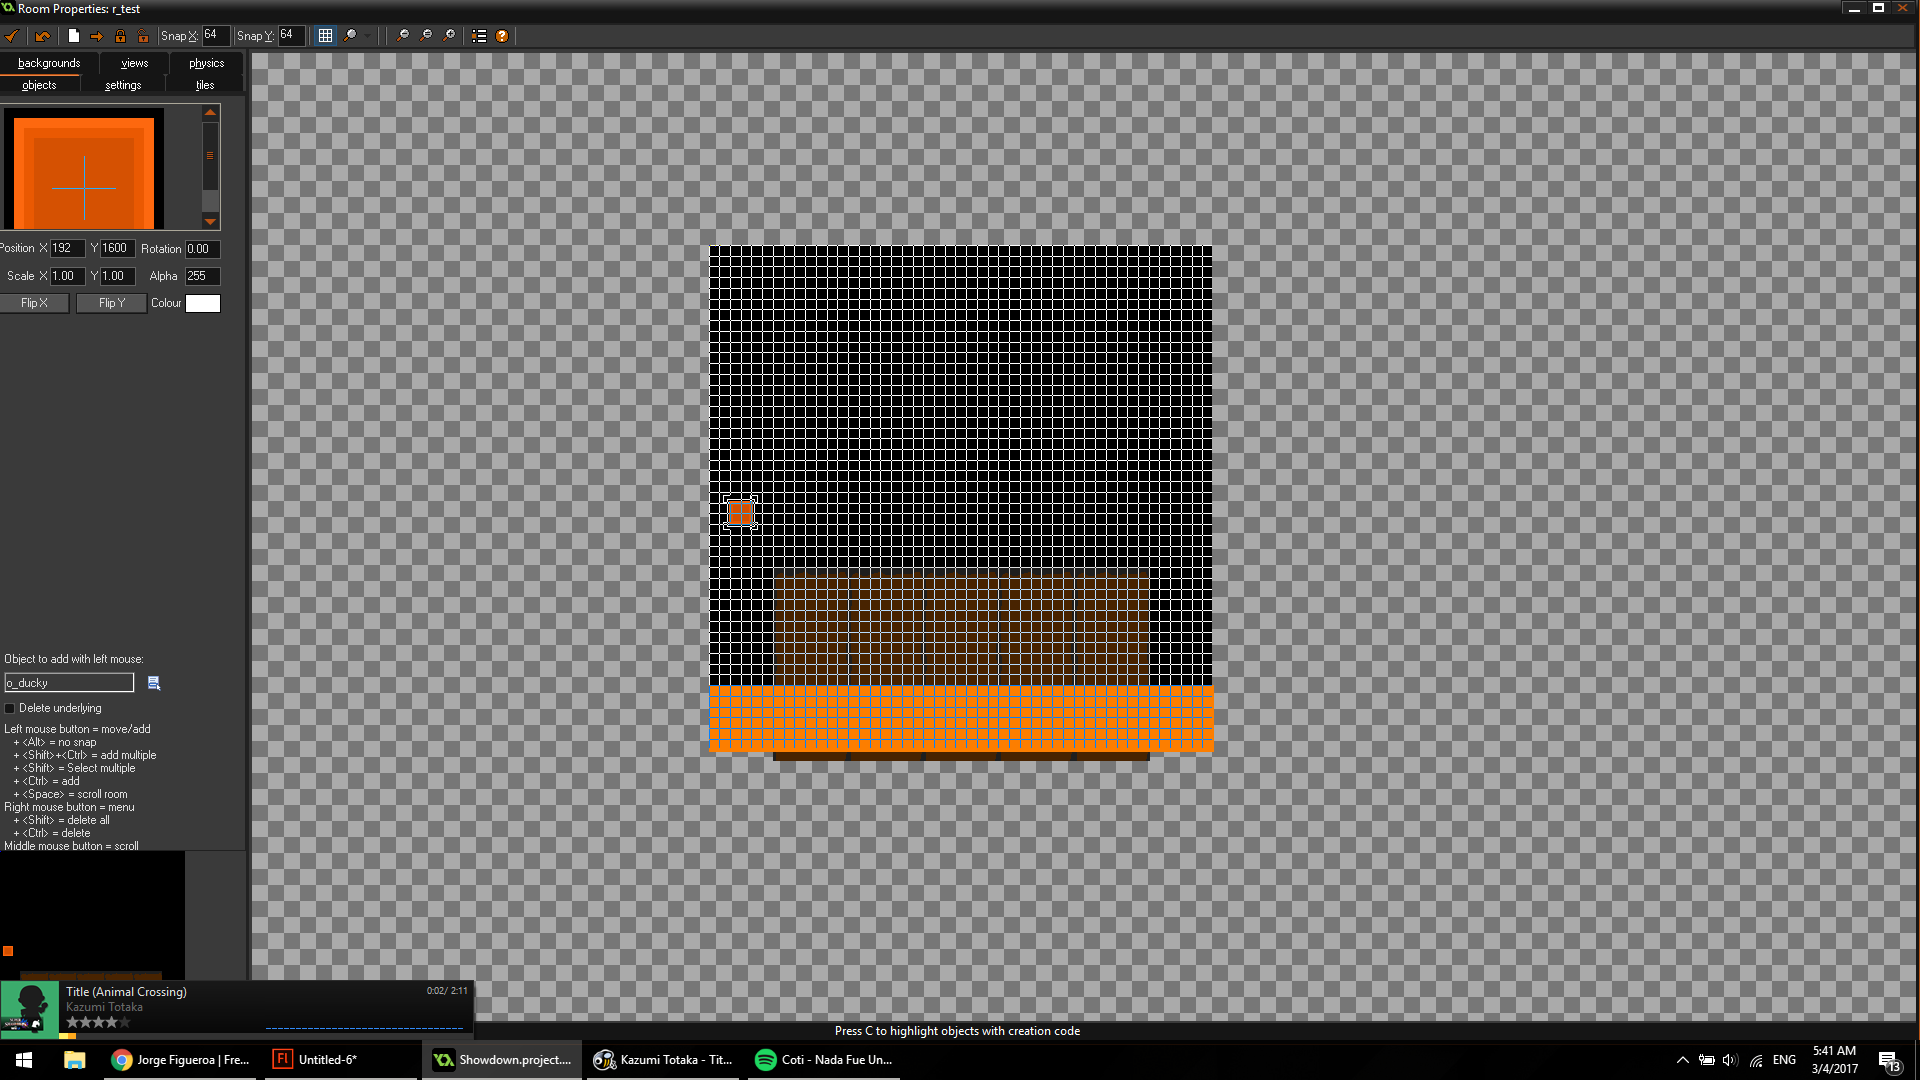 Room Properties: r_test
Snap X: 64 Snap Y: 64
backgrounds views physics
objects settings tiles
Position X 192 Y 1600 Rotation 0.00
Scale X 1.00 Y 1.00 Alpha 255
Flip X Flip Y Colour
Object to add with left mouse:
o_ducky
Delete underlying
Left mouse button = move/add
+ <Alt> = no snap
+ <Shift>+<Ctrl> = add multiple
+ <Shift> = Select multiple
+ <Ctrl> = add
+ <Space> = scroll room
Right mouse button = menu
+ <Shift> = delete all
+ <Ctrl> = delete
Middle mouse button = scroll
Title (Animal Crossing) 0:02/ 2:11
Kazumi Totaka
Press C to highlight objects with creation code
Jorge Figueroa | Fre... Untitled-6* Showdown.project.... Kazumi Totaka - Tit... Coti - Nada Fue Un... ENG 5:41 AM
3/4/2017 13